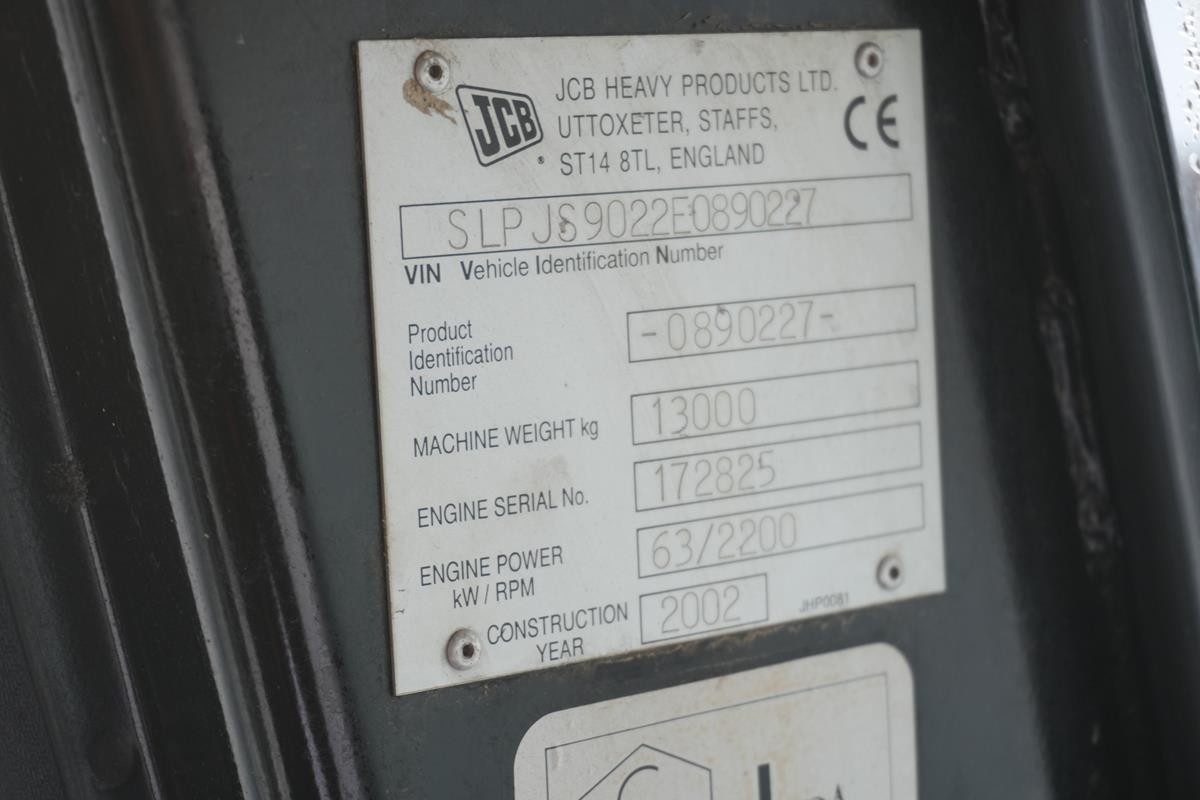 JCB
JCB HEAVY PRODUCTS LTD.
UTTOXETER, STAFFS,
ST14 8TL, ENGLAND
CE
SLPJS9022E0890227
VIN Vehicle Identification Number
Product
Identification
Number
-0890227-
MACHINE WEIGHT kg
13000
ENGINE SERIAL No.
172825
ENGINE POWER
kW / RPM
63/2200
CONSTRUCTION
YEAR
2002
JHP0081